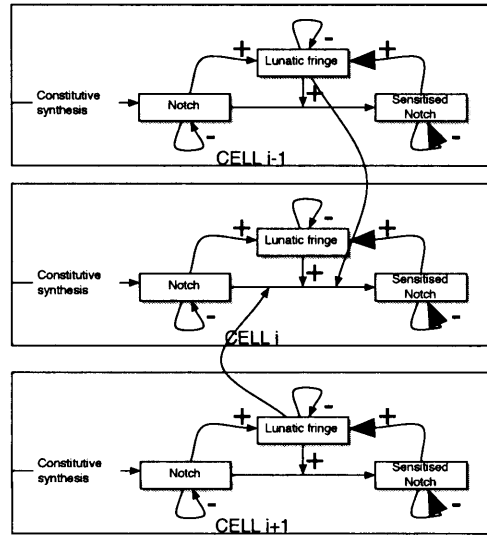 Lunatic fringe
-
+
+
+
Constitutive
synthesis
Notch
Sensitised
Notch
-
-
CELL i-1
Lunatic fringe
-
+
+
+
Constitutive
synthesis
Notch
Sensitised
Notch
-
-
CELL i
Lunatic fringe
-
+
+
+
Constitutive
synthesis
Notch
Sensitised
Notch
-
-
CELL i+1